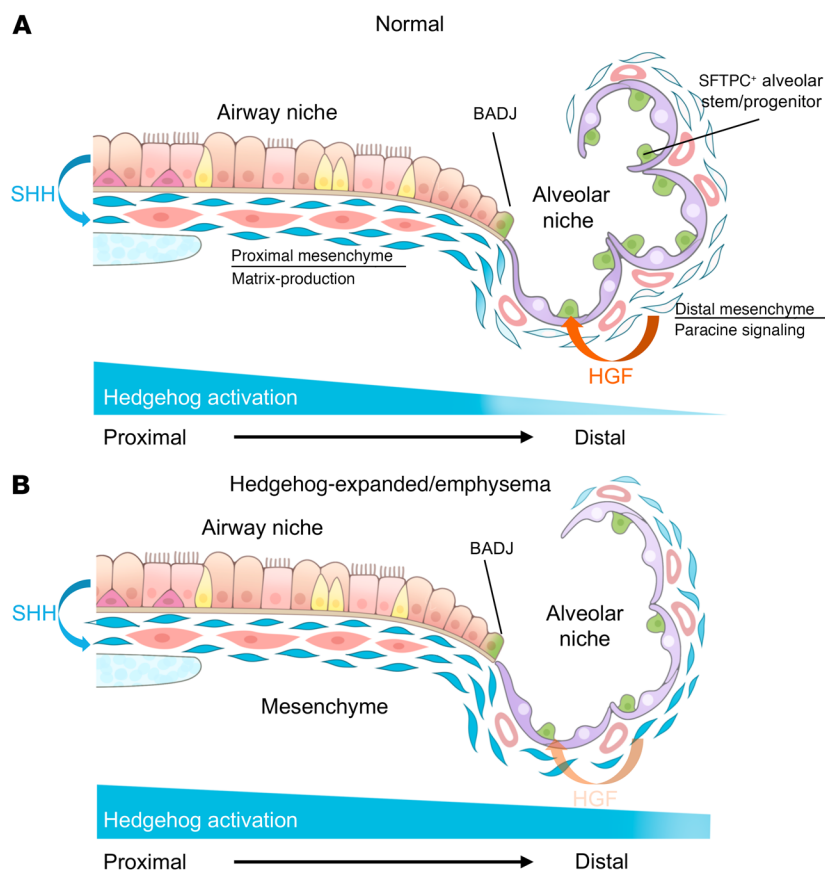 A
Normal
Airway niche
BADJ
SFTPC⁺ alveolar
stem/progenitor
SHH
Alveolar
niche
Proximal mesenchyme
Matrix-production
Distal mesenchyme
Paracine signaling
HGF
Hedgehog activation
Proximal
Distal
B
Hedgehog-expanded/emphysema
Airway niche
BADJ
SHH
Alveolar
niche
Mesenchyme
HGF
Hedgehog activation
Proximal
Distal